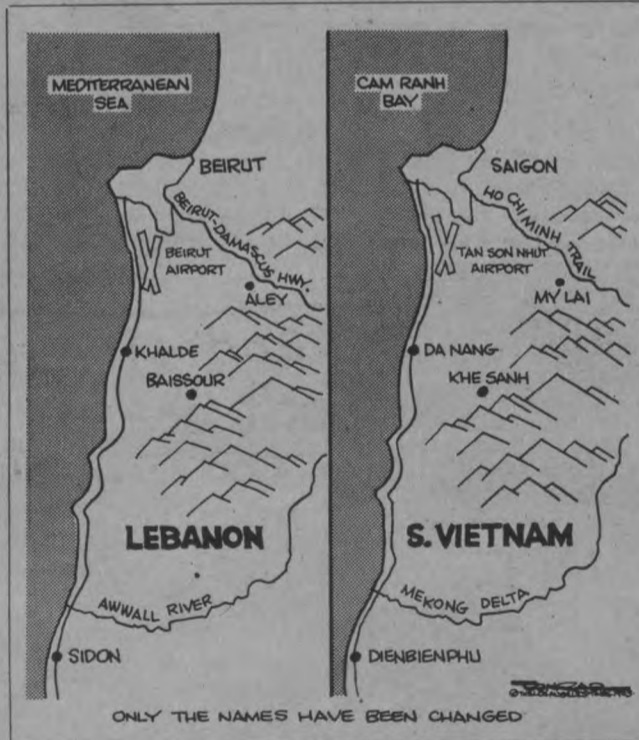 MEDITERRANEAN
SEA
BEIRUT
BEIRUT-DAMASCUS HWY.
BEIRUT
AIRPORT
ALEY
KHALDE
BAISSOUR
LEBANON
AWWALL RIVER
SIDON
CAM RANH
BAY
SAIGON
HO CHI MINH TRAIL
TAN SON NHUT
AIRPORT
MY LAI
DA NANG
KHE SANH
S. VIETNAM
MEKONG DELTA
DIENBIENPHU
ONLY THE NAMES HAVE BEEN CHANGED